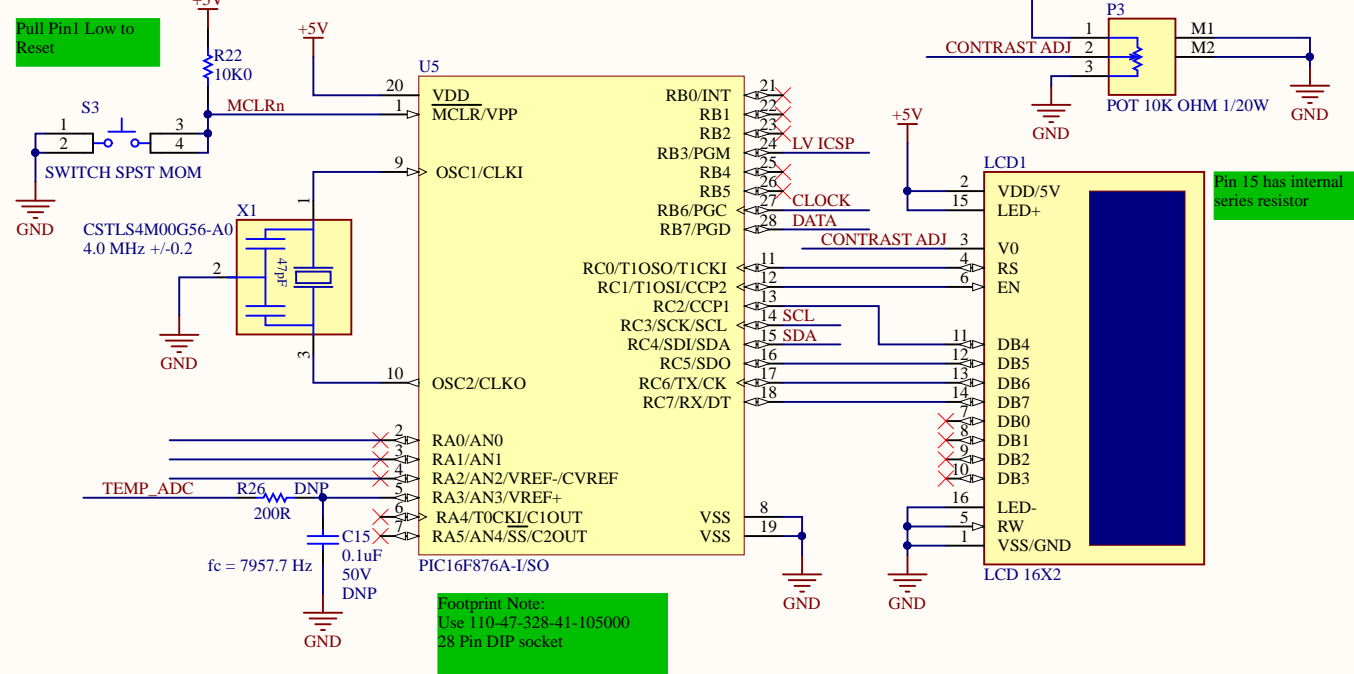 +5V
Pull Pin1 Low to
Reset
R22
10K0
+5V
S3
MCLRn
1
2
3
4
SWITCH SPST MOM
GND
X1
CSTLS4M00G56-A0
4.0 MHz +/-0.2
1
2
3
47pF
GND
U5
20 VDD
1 MCLR/VPP
9 OSC1/CLKI
10 OSC2/CLKO
2 RA0/AN0
3 RA1/AN1
4 RA2/AN2/VREF-/CVREF
5 RA3/AN3/VREF+
6 RA4/T0CKI/C1OUT
7 RA5/AN4/SS/C2OUT
RB0/INT 21
RB1 22
RB2 23
RB3/PGM 24 LV ICSP
RB4 25
RB5 26
RB6/PGC 27 CLOCK
RB7/PGD 28 DATA
RC0/T1OSO/T1CKI 11
RC1/T1OSI/CCP2 12
RC2/CCP1 13
RC3/SCK/SCL 14 SCL
RC4/SDI/SDA 15 SDA
RC5/SDO 16
RC6/TX/CK 17
RC7/RX/DT 18
VSS 8
VSS 19
PIC16F876A-I/SO
GND
TEMP_ADC
R26
DNP
200R
C15
0.1uF
50V
DNP
fc = 7957.7 Hz
GND
Footprint Note:
Use 110-47-328-41-105000
28 Pin DIP socket
P3
1
CONTRAST ADJ 2
3
M1
M2
POT 10K OHM 1/20W
GND
GND
+5V
LCD1
2 VDD/5V
15 LED+
CONTRAST ADJ 3 V0
4 RS
6 EN
11 DB4
12 DB5
13 DB6
14 DB7
7 DB0
8 DB1
9 DB2
10 DB3
16 LED-
5 RW
1 VSS/GND
LCD 16X2
GND
Pin 15 has internal
series resistor